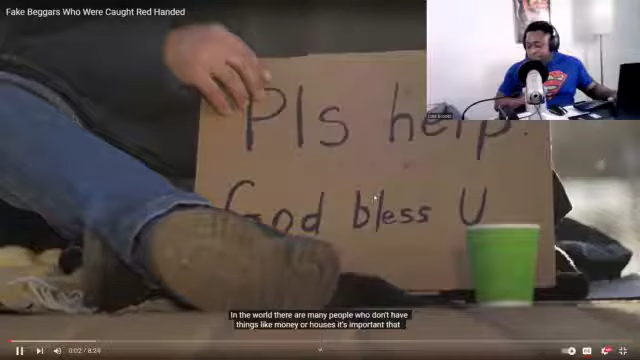 Fake Beggars Who Were Caught Red Handed
Pls help.
God bless U
In the world there are many people who don't have
things like money or houses it's important that
0:02 / 8:34